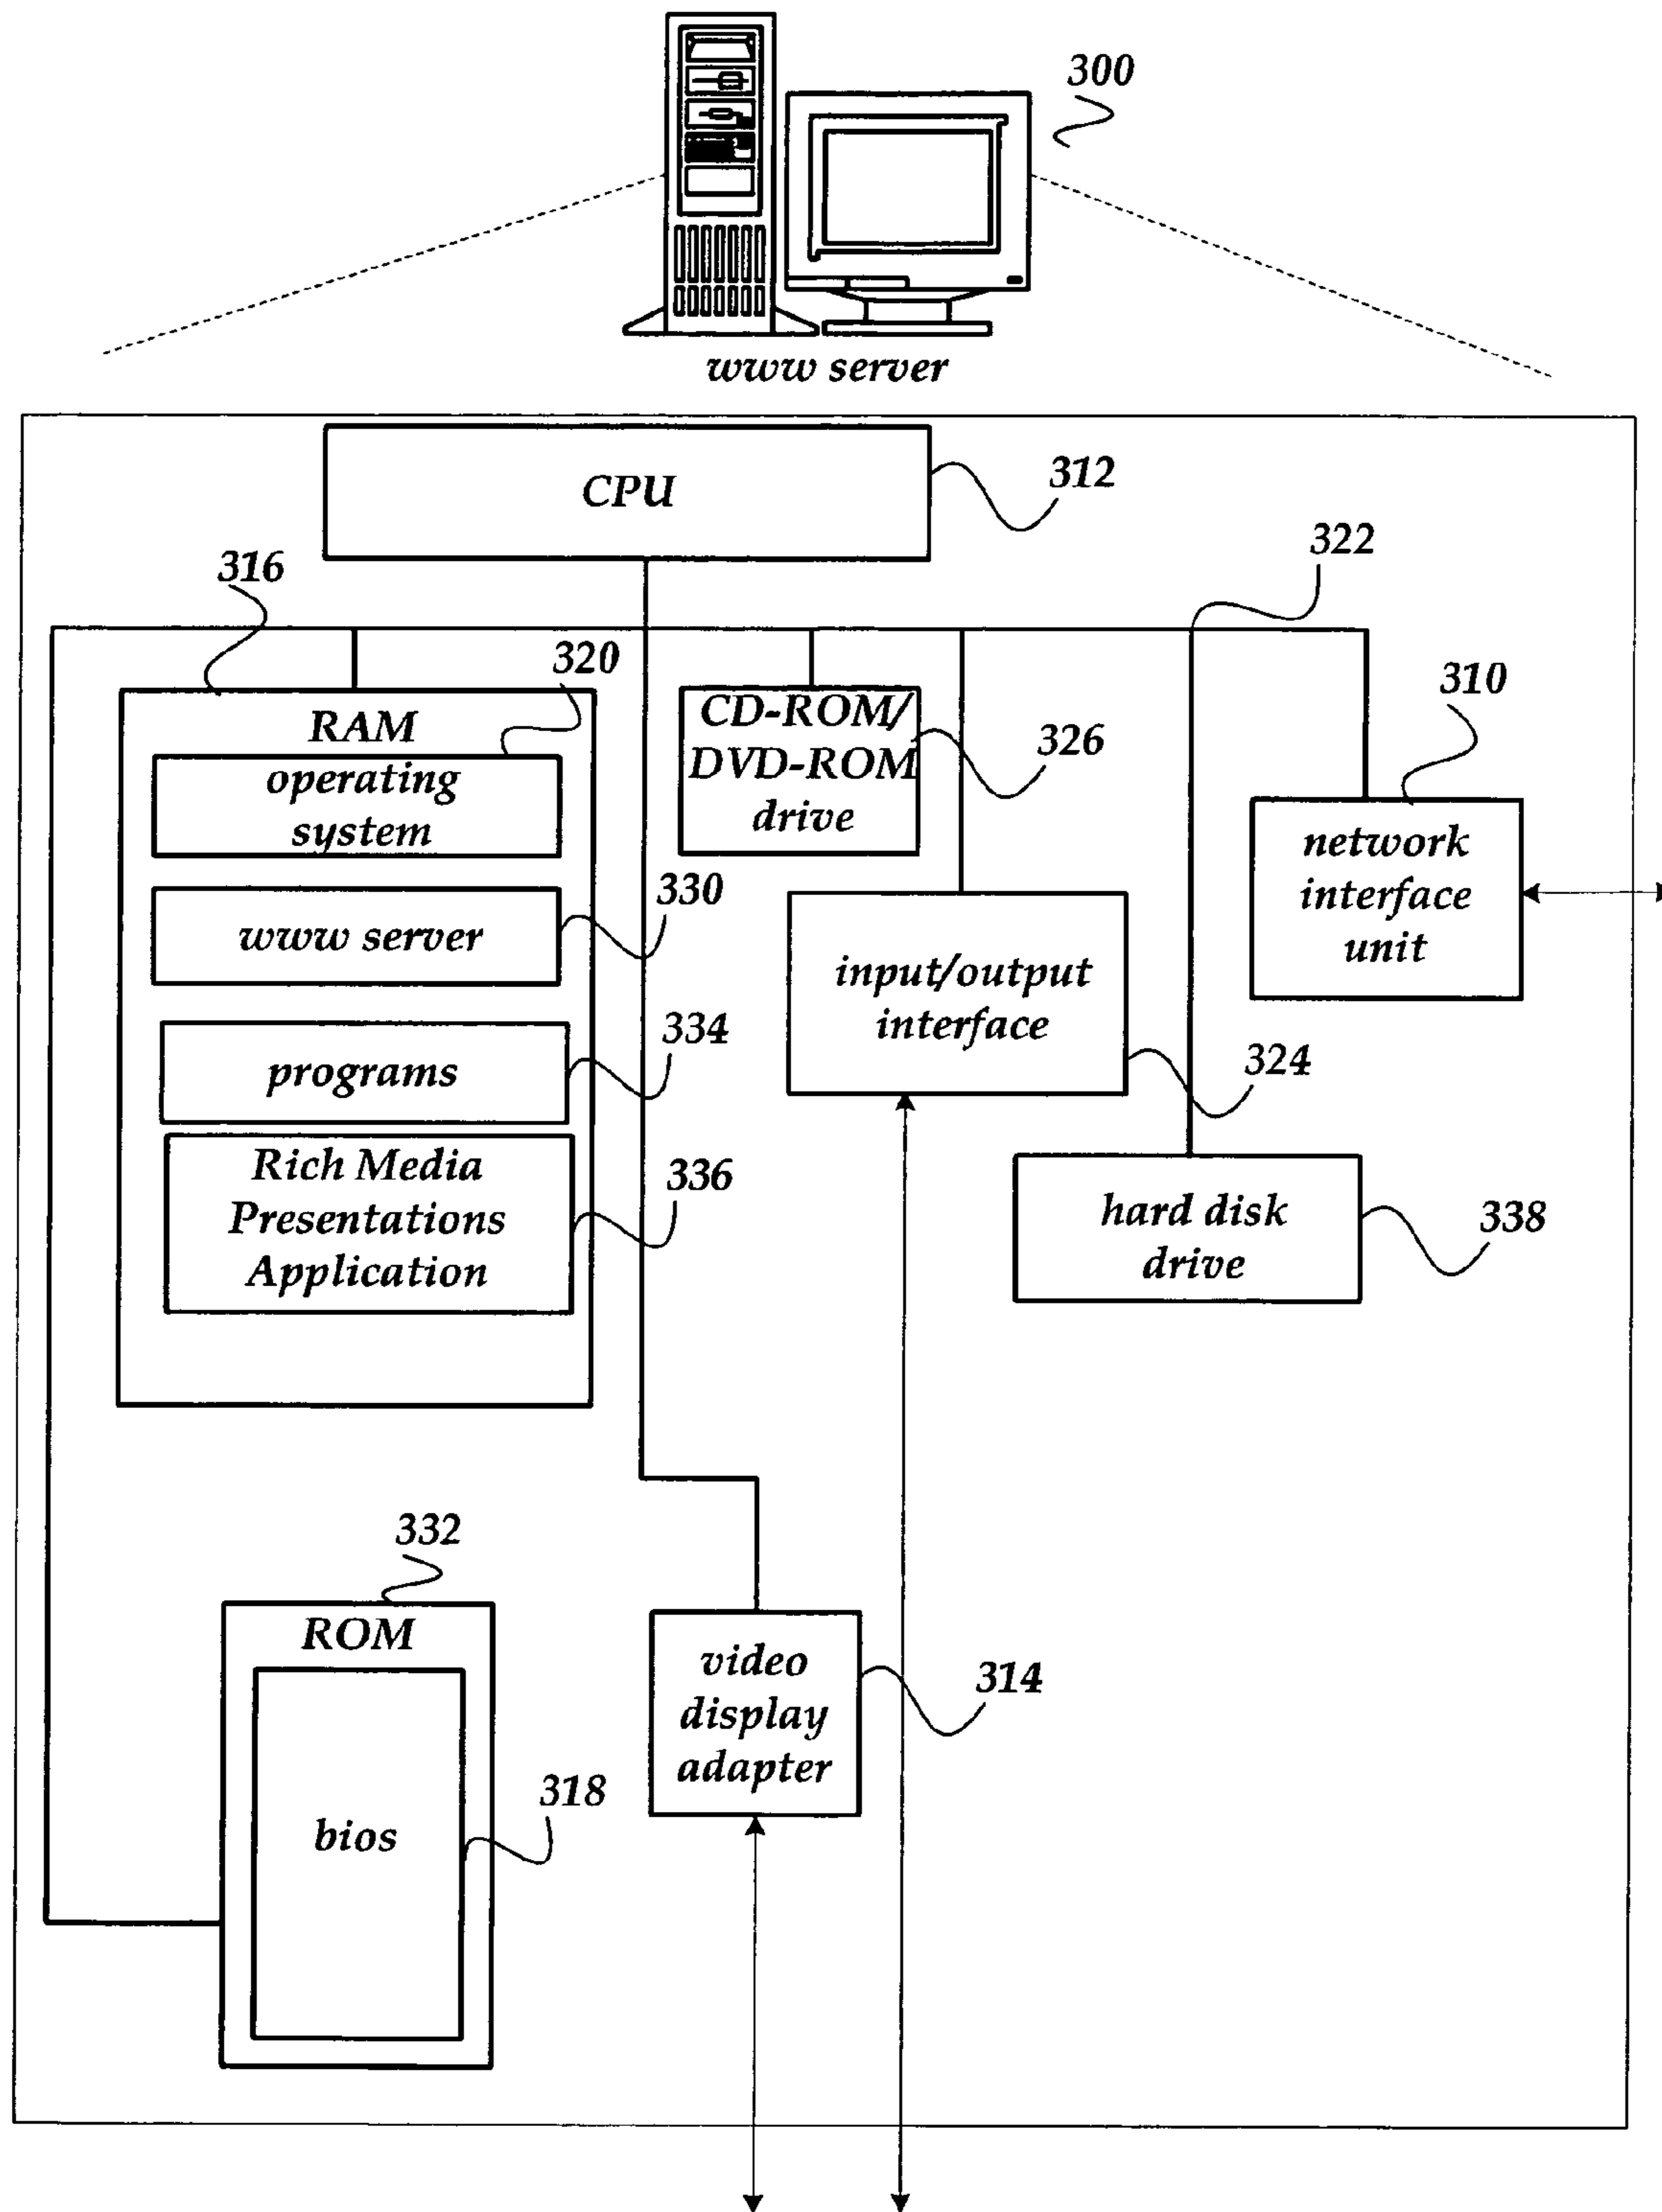 300
www server
CPU
312
322
316
320
310
RAM
operating
system
CD-ROM/
DVD-ROM
drive
326
network
interface
unit
330
www server
input/output
interface
334
programs
324
Rich Media
Presentations
Application
336
hard disk
drive
338
332
ROM
video
display
adapter
314
318
bios